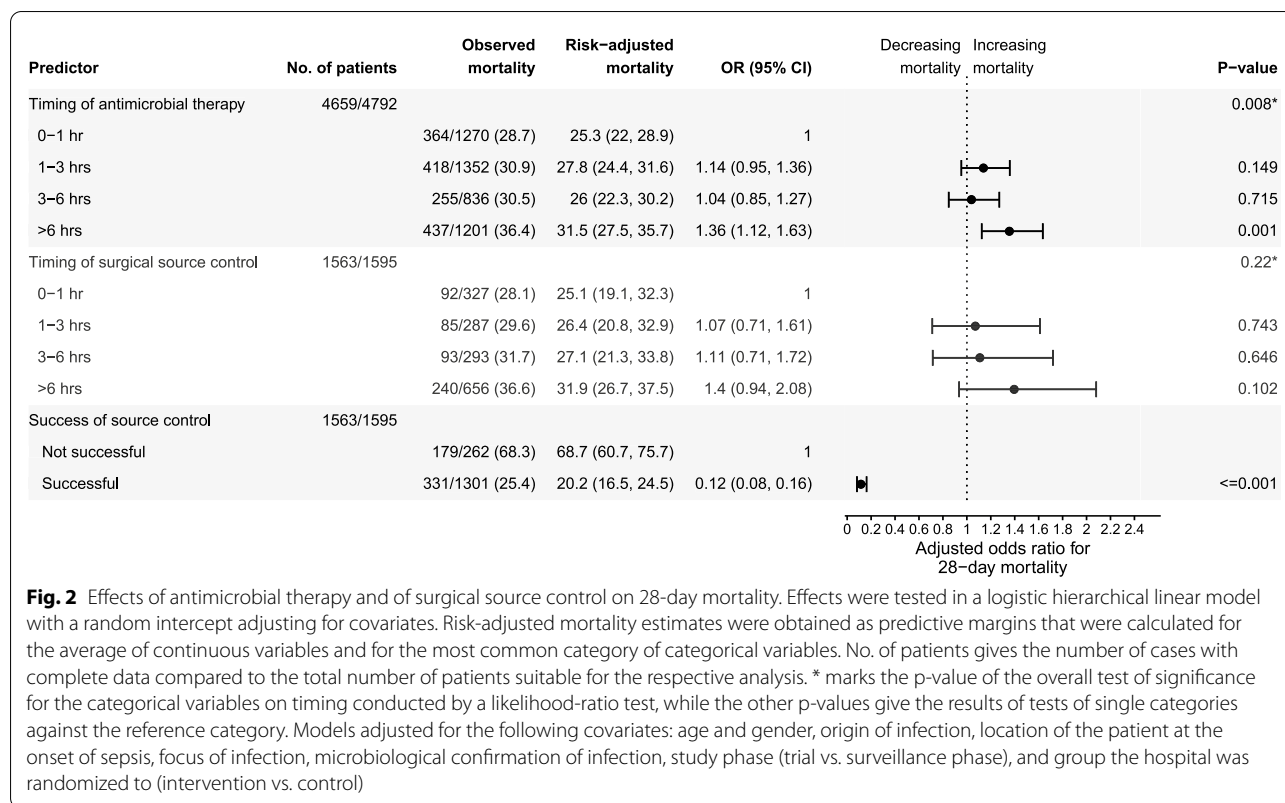 Predictor No. of patients Observed mortality Risk−adjusted mortality OR (95% CI) Decreasing mortality Increasing mortality P−value
Timing of antimicrobial therapy 4659/4792 0.008*
0−1 hr 364/1270 (28.7) 25.3 (22, 28.9) 1
1−3 hrs 418/1352 (30.9) 27.8 (24.4, 31.6) 1.14 (0.95, 1.36) 0.149
3−6 hrs 255/836 (30.5) 26 (22.3, 30.2) 1.04 (0.85, 1.27) 0.715
>6 hrs 437/1201 (36.4) 31.5 (27.5, 35.7) 1.36 (1.12, 1.63) 0.001
Timing of surgical source control 1563/1595 0.22*
0−1 hr 92/327 (28.1) 25.1 (19.1, 32.3) 1
1−3 hrs 85/287 (29.6) 26.4 (20.8, 32.9) 1.07 (0.71, 1.61) 0.743
3−6 hrs 93/293 (31.7) 27.1 (21.3, 33.8) 1.11 (0.71, 1.72) 0.646
>6 hrs 240/656 (36.6) 31.9 (26.7, 37.5) 1.4 (0.94, 2.08) 0.102
Success of source control 1563/1595
Not successful 179/262 (68.3) 68.7 (60.7, 75.7) 1
Successful 331/1301 (25.4) 20.2 (16.5, 24.5) 0.12 (0.08, 0.16) <=0.001
0 0.2 0.4 0.6 0.8 1 1.2 1.4 1.6 1.8 2 2.2 2.4
Adjusted odds ratio for
28−day mortality
Fig. 2 Effects of antimicrobial therapy and of surgical source control on 28-day mortality. Effects were tested in a logistic hierarchical linear model
with a random intercept adjusting for covariates. Risk-adjusted mortality estimates were obtained as predictive margins that were calculated for
the average of continuous variables and for the most common category of categorical variables. No. of patients gives the number of cases with
complete data compared to the total number of patients suitable for the respective analysis. * marks the p-value of the overall test of significance
for the categorical variables on timing conducted by a likelihood-ratio test, while the other p-values give the results of tests of single categories
against the reference category. Models adjusted for the following covariates: age and gender, origin of infection, location of the patient at the
onset of sepsis, focus of infection, microbiological confirmation of infection, study phase (trial vs. surveillance phase), and group the hospital was
randomized to (intervention vs. control)